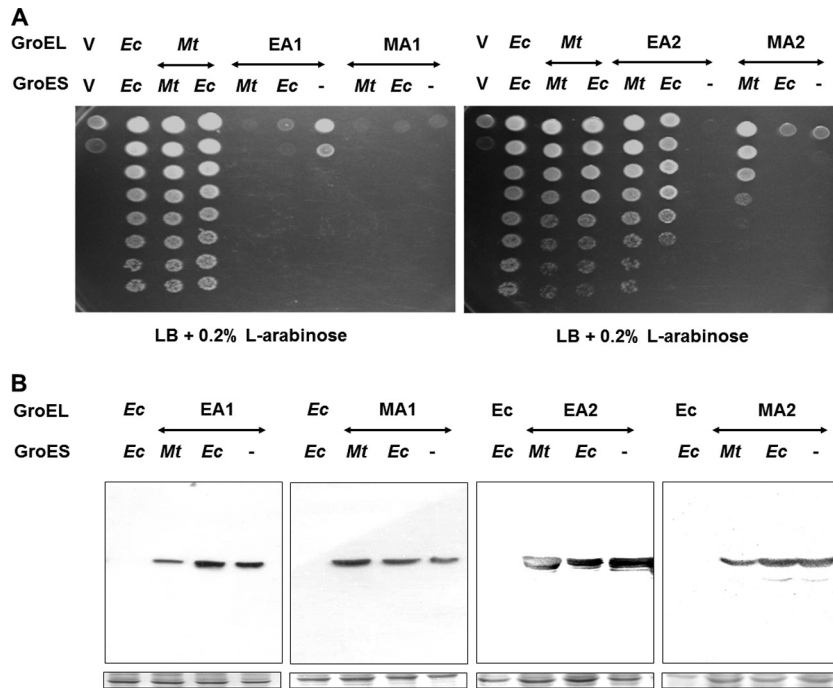 A
GroEL V Ec Mt EA1 MA1 V Ec Mt EA2 MA2
GroES V Ec Mt Ec Mt Ec - Mt Ec - V Ec Mt Ec Mt Ec - Mt Ec -
LB + 0.2% L-arabinose LB + 0.2% L-arabinose
B
GroEL Ec EA1 Ec MA1 Ec EA2 Ec MA2
GroES Ec Mt Ec - Ec Mt Ec - Ec Mt Ec - Ec Mt Ec -